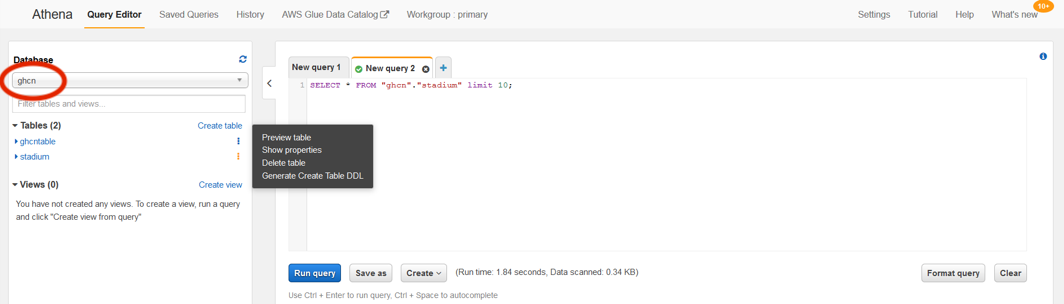 Athena Query Editor Saved Queries History AWS Glue Data Catalog Workgroup : primary Settings Tutorial Help What's new 10+
Database
ghcn
Filter tables and views...
Tables (2) Create table
ghcntable
stadium
Views (0) Create view
You have not created any views. To create a view, run a query
and click "Create view from query"
Preview table
Show properties
Delete table
Generate Create Table DDL
New query 1 New query 2
1 SELECT * FROM "ghcn"."stadium" limit 10;
Run query Save as Create (Run time: 1.84 seconds, Data scanned: 0.34 KB) Format query Clear
Use Ctrl + Enter to run query, Ctrl + Space to autocomplete